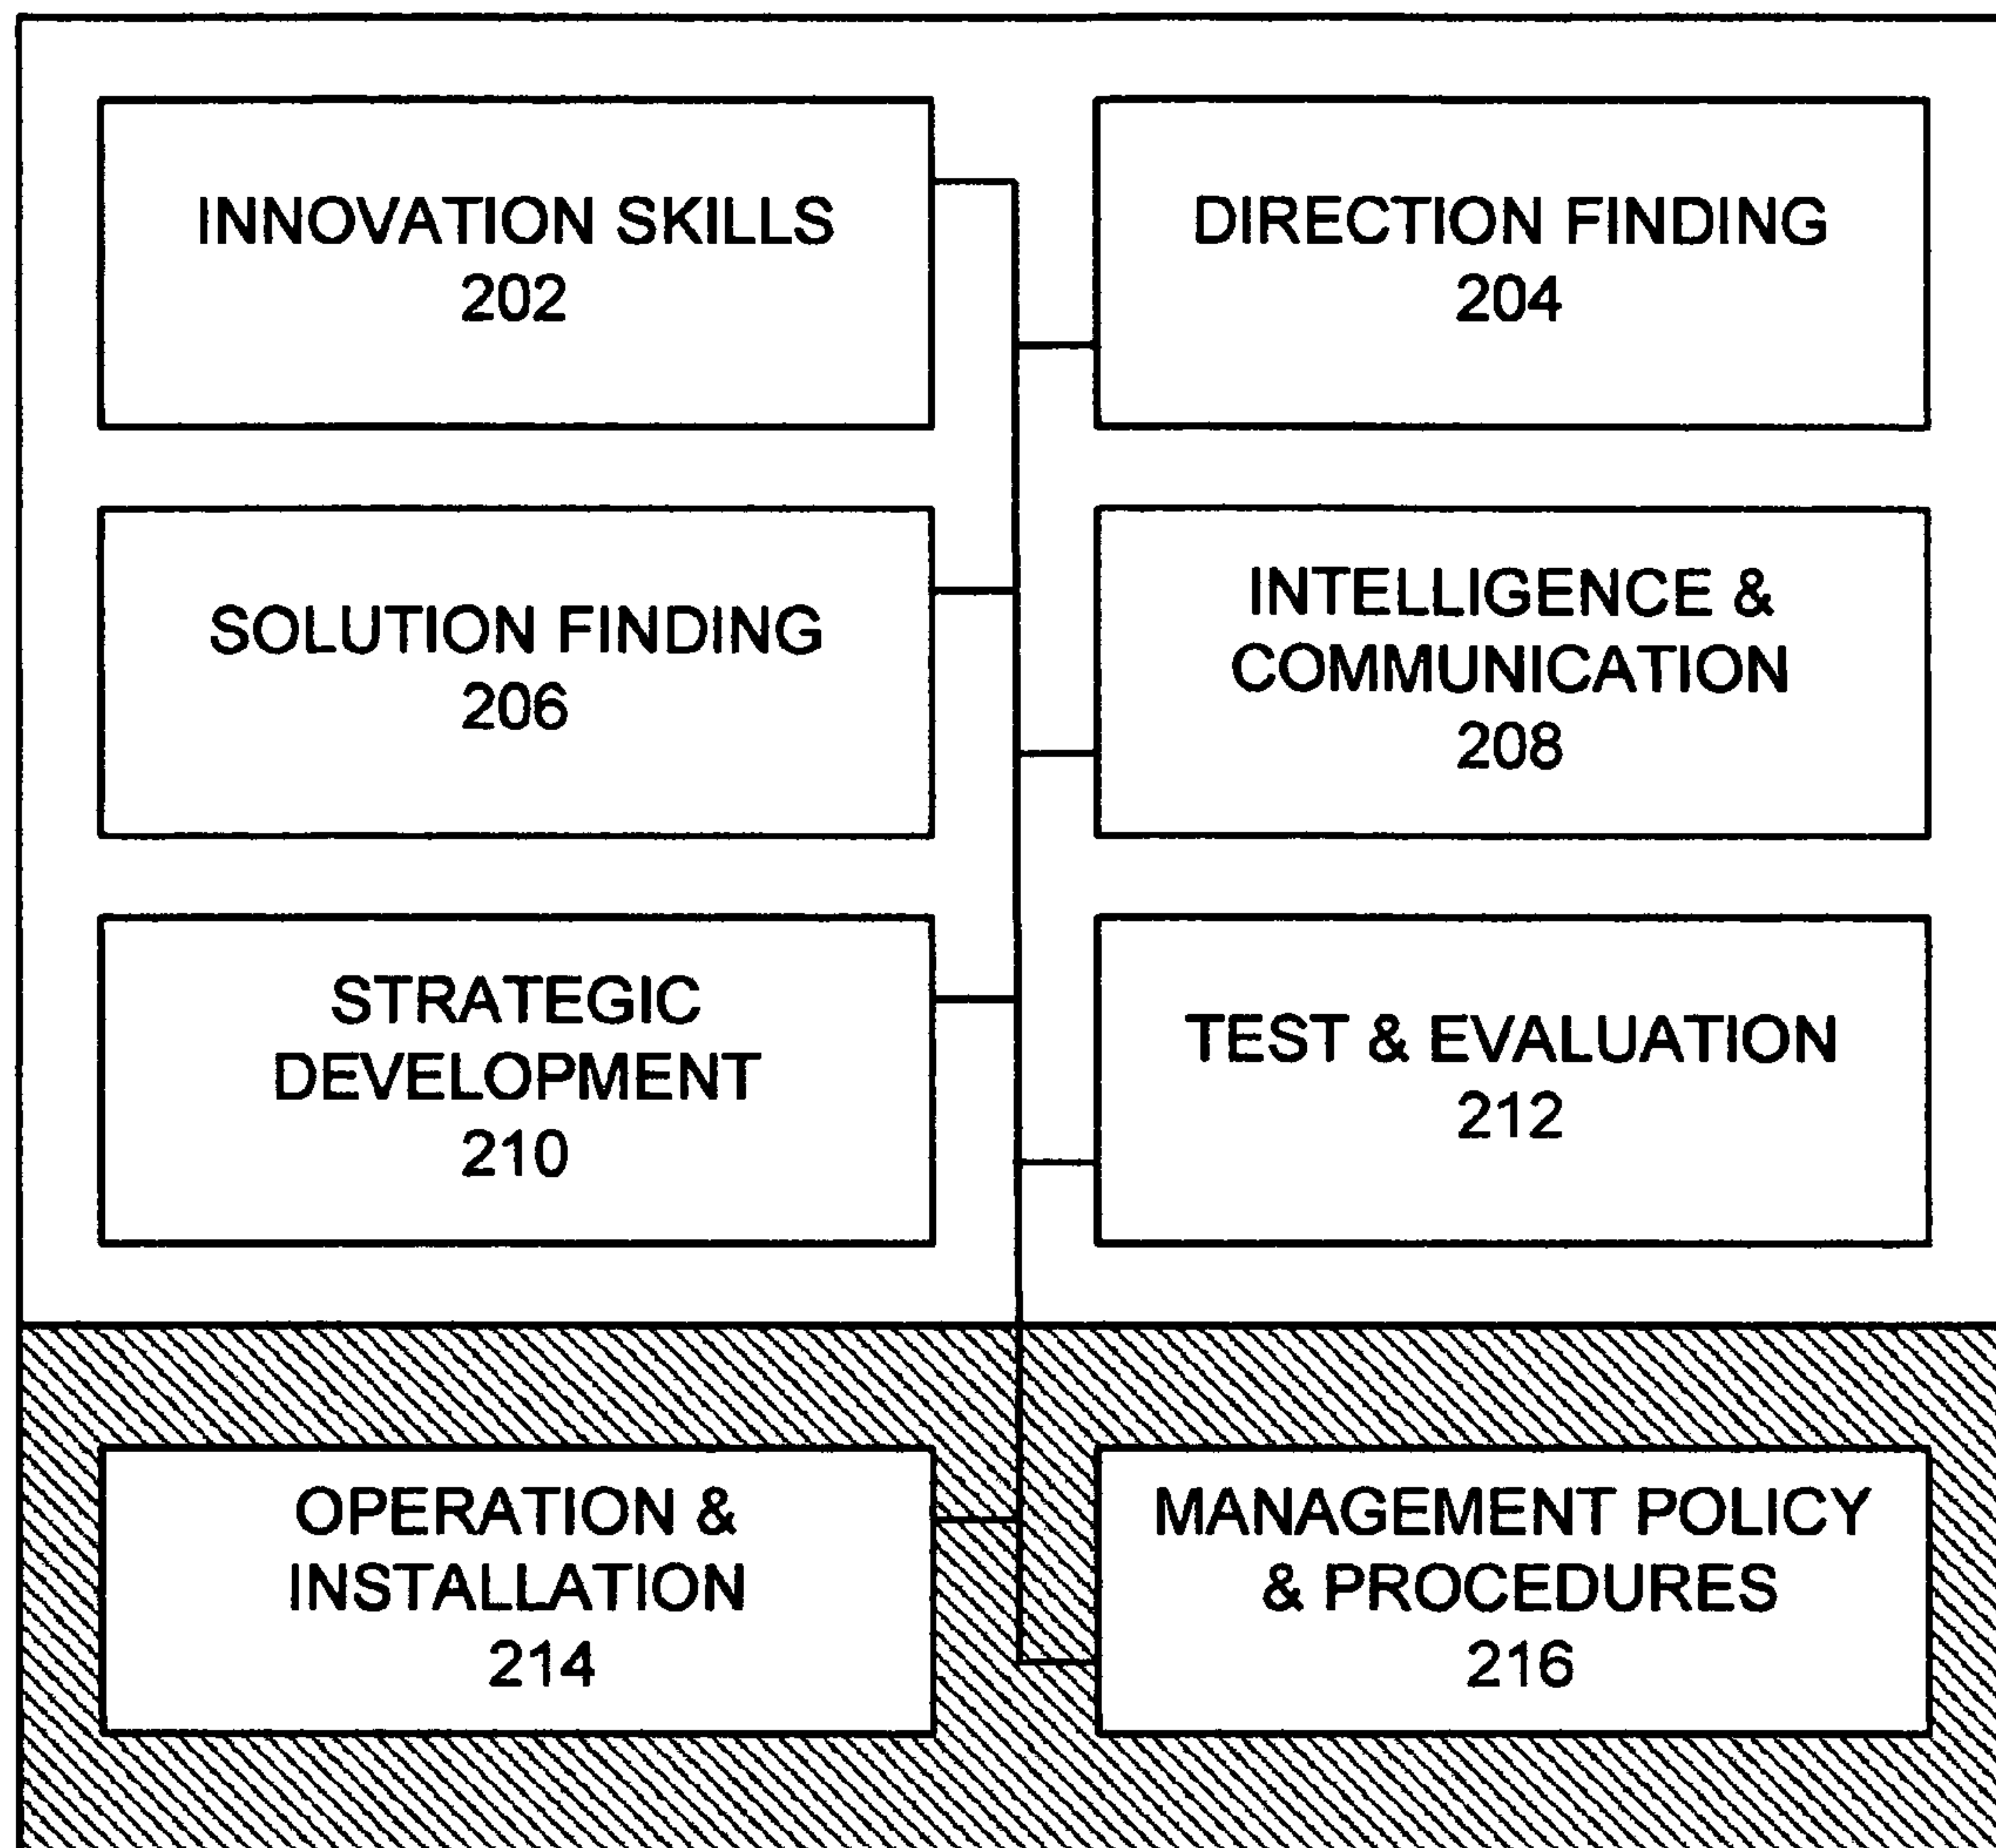 INNOVATION SKILLS
202
DIRECTION FINDING
204
SOLUTION FINDING
206
INTELLIGENCE &
COMMUNICATION
208
STRATEGIC
DEVELOPMENT
210
TEST & EVALUATION
212
OPERATION &
INSTALLATION
214
MANAGEMENT POLICY
& PROCEDURES
216